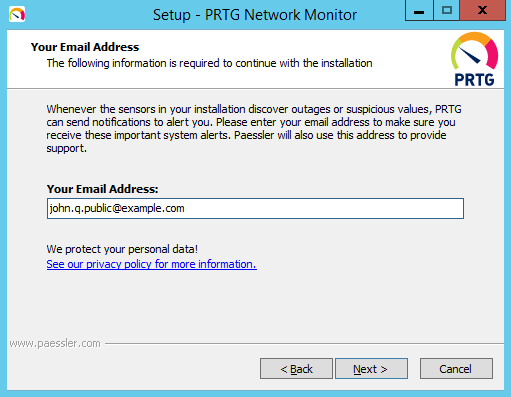 Setup - PRTG Network Monitor
Your Email Address
The following information is required to continue with the installation
PRTG
Whenever the sensors in your installation discover outages or suspicious values, PRTG
can send notifications to alert you. Please enter your email address to make sure you
receive these important system alerts. Paessler will also use this address to provide
support.
Your Email Address:
john.q.public@example.com
We protect your personal data!
See our privacy policy for more information.
www.paessler.com
< Back
Next >
Cancel